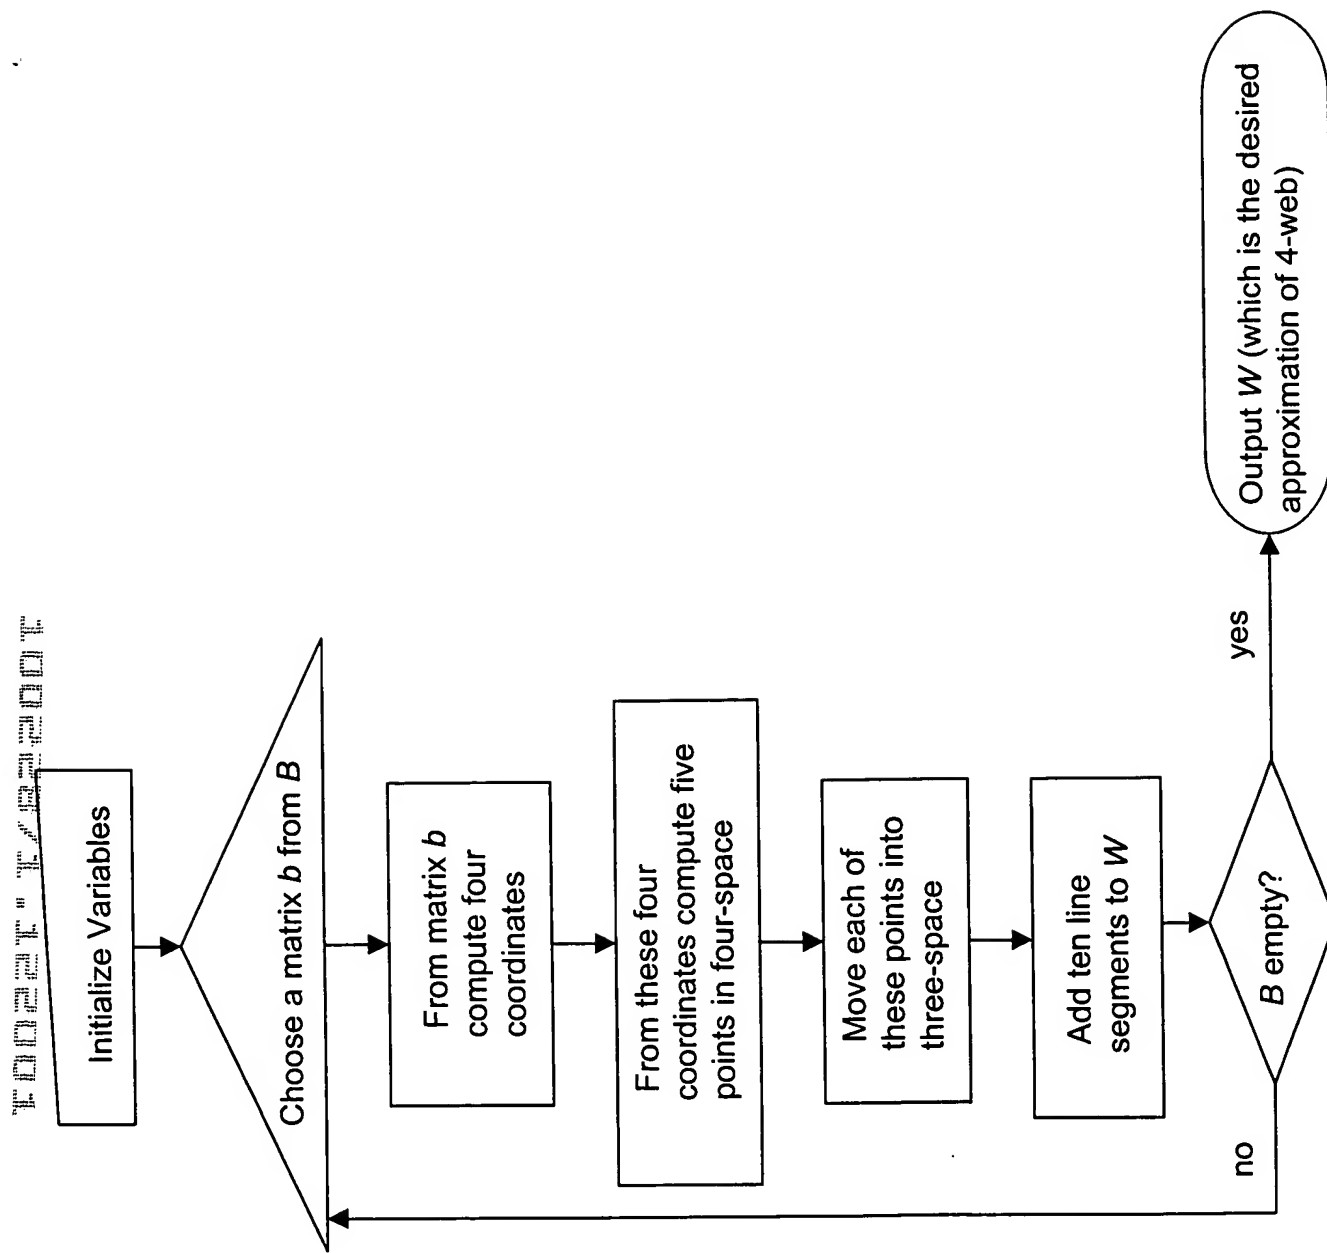 Initialize Variables
Choose a matrix b from B
From matrix b
compute four
coordinates
From these four
coordinates compute five
points in four-space
Move each of
these points into
three-space
Add ten line
segments to W
B empty?
no
yes
Output W (which is the desired
approximation of 4-web)